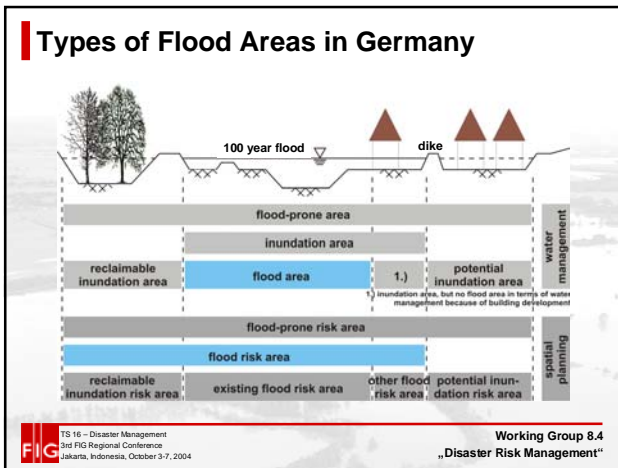 Types of Flood Areas in Germany
100 year flood
dike
flood-prone area
inundation area
reclaimable
inundation area
flood area
1.)
potential
inundation area
water
management
1.) inundation area, but no flood area in terms of water
management because of building development
flood-prone risk area
flood risk area
reclaimable
inundation risk area
existing flood risk area
other flood
risk area
potential inun-
dation risk area
spatial
planning
FIG
TS 16 – Disaster Management
3rd FIG Regional Conference
Jakarta, Indonesia, October 3-7, 2004
Working Group 8.4
„Disaster Risk Management“